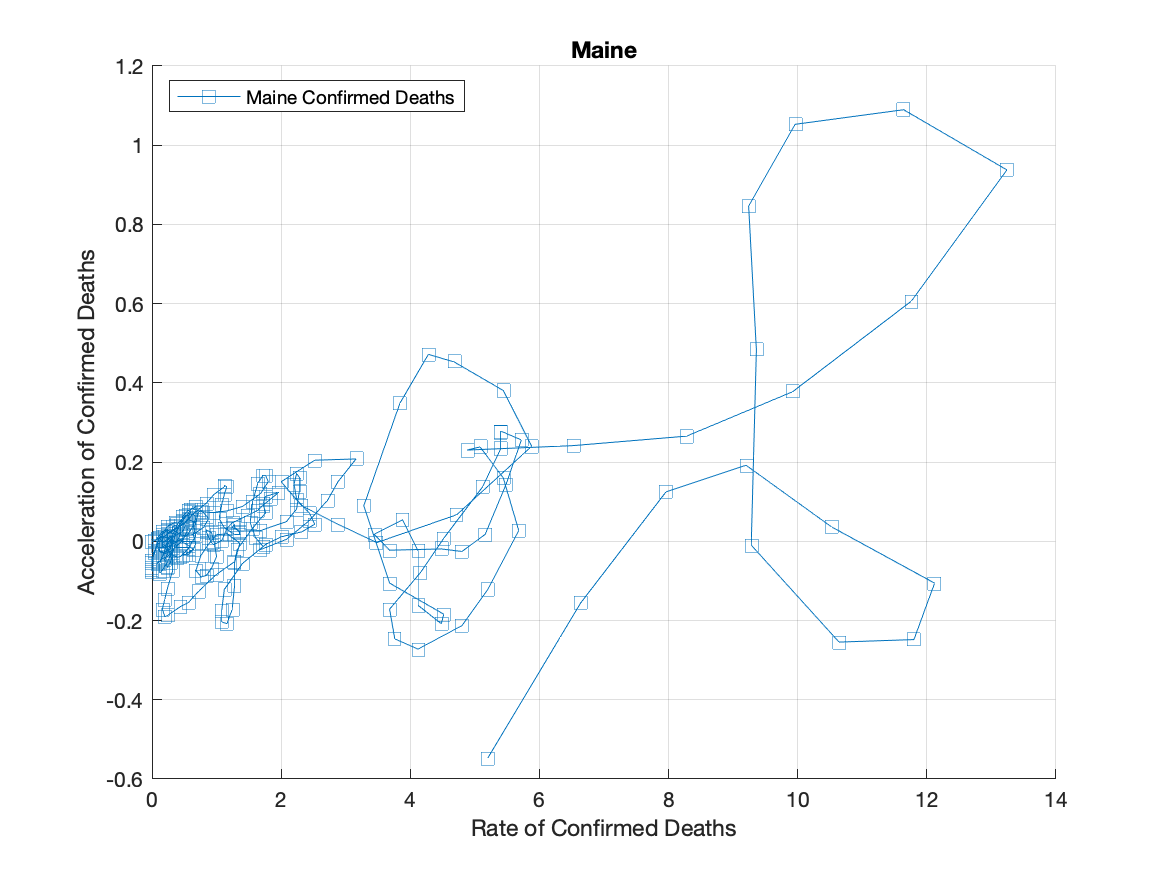 Maine
1.2
Maine Confirmed Deaths
1
0.8
0.6
0.4
0.2
0
-0.2
-0.4
-0.6
Acceleration of Confirmed Deaths
0 2 4 6 8 10 12 14
Rate of Confirmed Deaths